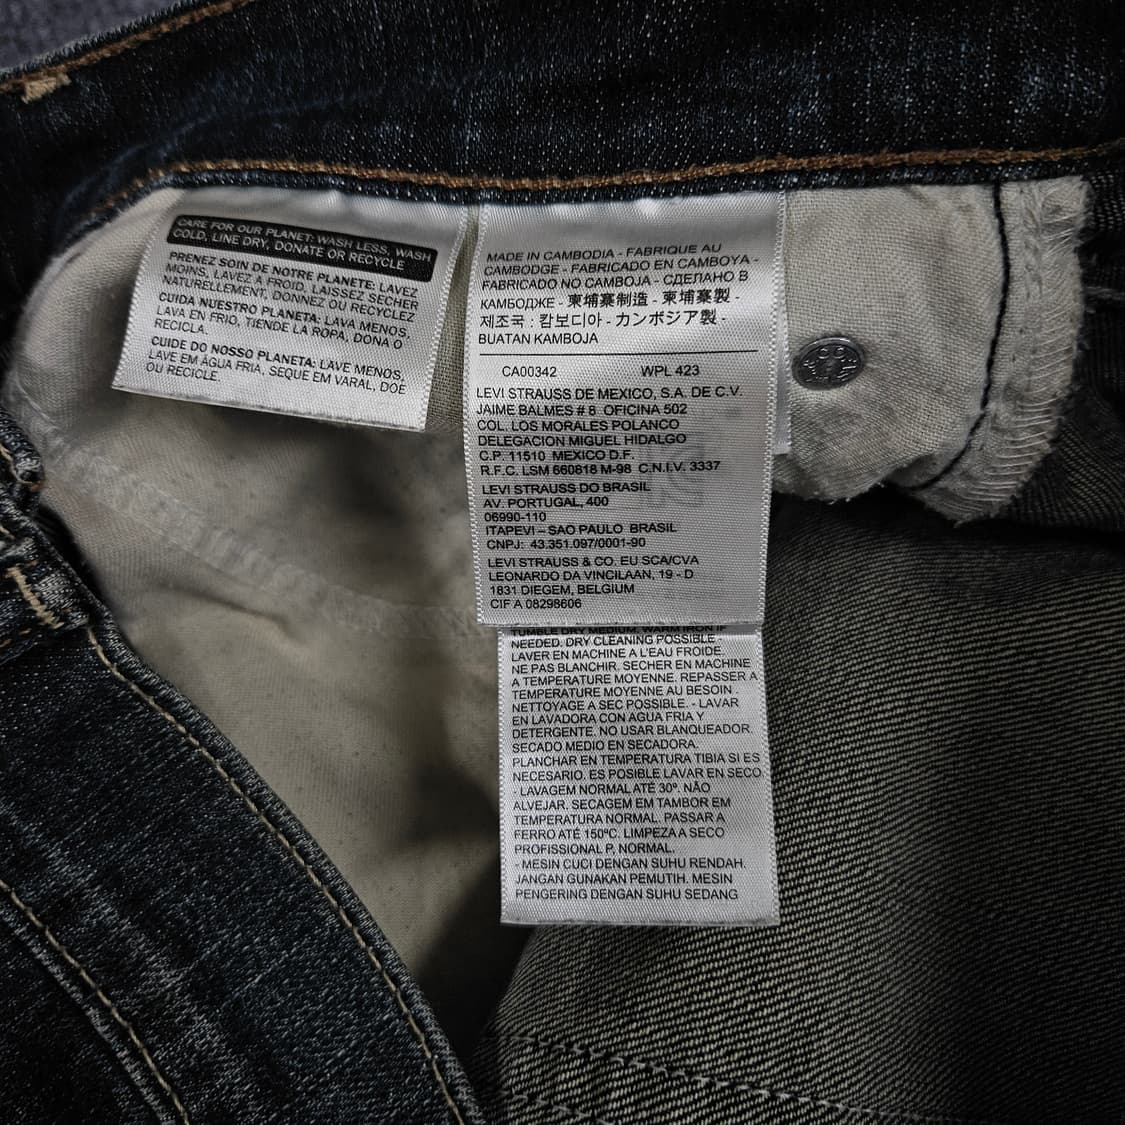 CARE FOR OUR PLANET: WASH LESS, WASH
COLD, LINE DRY, DONATE OR RECYCLE
PRENEZ SOIN DE NOTRE PLANETE: LAVEZ
MOINS, LAVEZ À FROID, LAISSEZ SECHER
NATURELLEMENT, DONNEZ OU RECYCLEZ
CUIDA NUESTRO PLANETA: LAVA MENOS,
LAVA EN FRIO, TIENDE LA ROPA, DONA O
RECICLA.
CUIDE DO NOSSO PLANETA: LAVE MENOS,
LAVE EM ÁGUA FRIA, SEQUE EM VARAL, DOE
OU RECICLE.
MADE IN CAMBODIA - FABRIQUE AU
CAMBODGE - FABRICADO EN CAMBOYA -
FABRICADO NO CAMBOJA - СДЕЛАНО В
КАМБОДЖЕ - 柬埔寨制造 - 柬埔寨製 -
제조국 : 캄보디아 - カンボジア製 -
BUATAN KAMBOJA
CA00342 WPL 423
LEVI STRAUSS DE MEXICO, S.A. DE C.V.
JAIME BALMES # 8 OFICINA 502
COL. LOS MORALES POLANCO
DELEGACION MIGUEL HIDALGO
C.P. 11510 MEXICO D.F.
R.F.C. LSM 660818 M-98 C.N.I.V. 3337
LEVI STRAUSS DO BRASIL
AV. PORTUGAL, 400
06990-110
ITAPEVI – SAO PAULO BRASIL
CNPJ: 43.351.097/0001-90
LEVI STRAUSS & CO. EU SCA/CVA
LEONARDO DA VINCILAAN, 19 - D
1831 DIEGEM, BELGIUM
CIF A 08298606
TUMBLE DRY MEDIUM. WARM IRON IF
NEEDED. DRY CLEANING POSSIBLE -
LAVER EN MACHINE A L'EAU FROIDE.
NE PAS BLANCHIR. SECHER EN MACHINE
A TEMPERATURE MOYENNE. REPASSER A
TEMPERATURE MOYENNE AU BESOIN .
NETTOYAGE A SEC POSSIBLE. - LAVAR
EN LAVADORA CON AGUA FRIA Y
DETERGENTE. NO USAR BLANQUEADOR.
SECADO MEDIO EN SECADORA.
PLANCHAR EN TEMPERATURA TIBIA SI ES
NECESARIO. ES POSIBLE LAVAR EN SECO
- LAVAGEM NORMAL ATÉ 30º. NÃO
ALVEJAR. SECAGEM EM TAMBOR EM
TEMPERATURA NORMAL. PASSAR A
FERRO ATÉ 150ºC. LIMPEZA A SECO
PROFISSIONAL P, NORMAL.
- MESIN CUCI DENGAN SUHU RENDAH.
JANGAN GUNAKAN PEMUTIH. MESIN
PENGERING DENGAN SUHU SEDANG